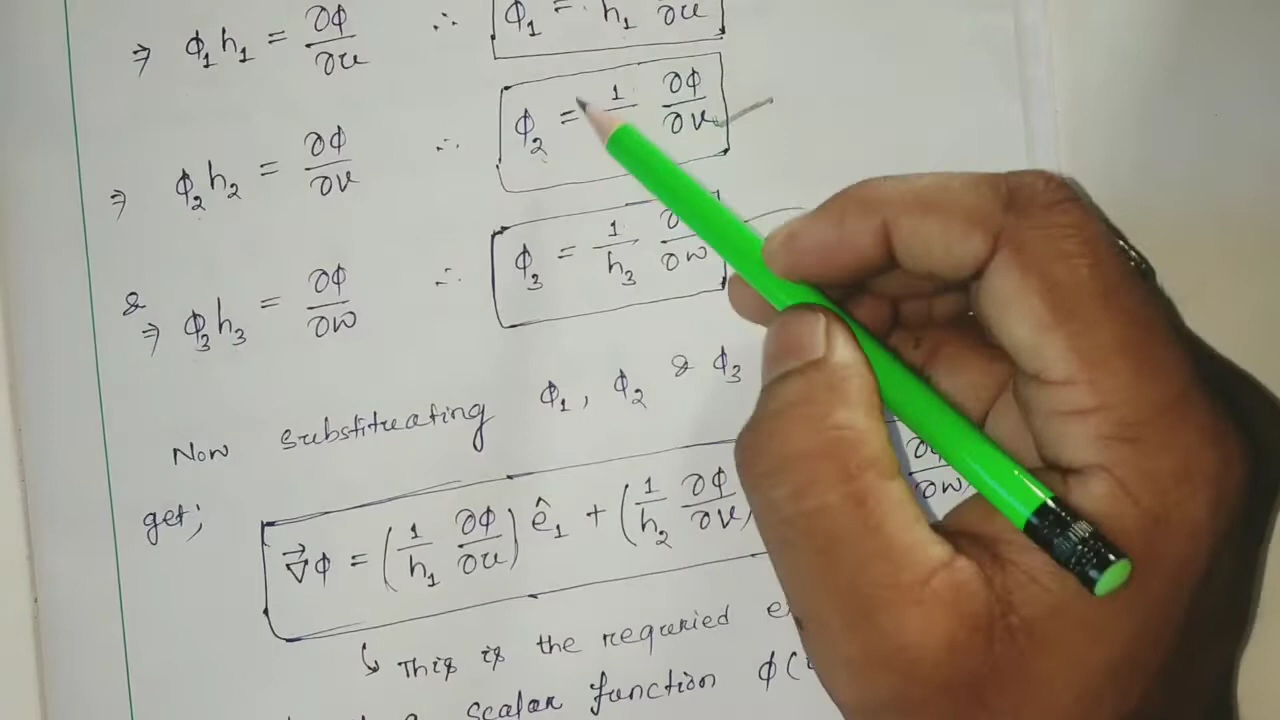 ⇒ ϕ₁h₁ = ∂ϕ/∂u ∴ ϕ₁ = h₁ ∂u
⇒ ϕ₂h₂ = ∂ϕ/∂v ∴ ϕ₂ = 1 ∂ϕ/∂v
& ⇒ ϕ₃h₃ = ∂ϕ/∂w ∴ ϕ₃ = 1/h₃ ∂w
Now substituating ϕ₁, ϕ₂ & ϕ₃
get; ∇⃗ϕ = (1/h₁ ∂ϕ/∂u) ê₁ + (1/h₂ ∂ϕ/∂v) ∂w
↳ This is the requried
scalar function ϕ(